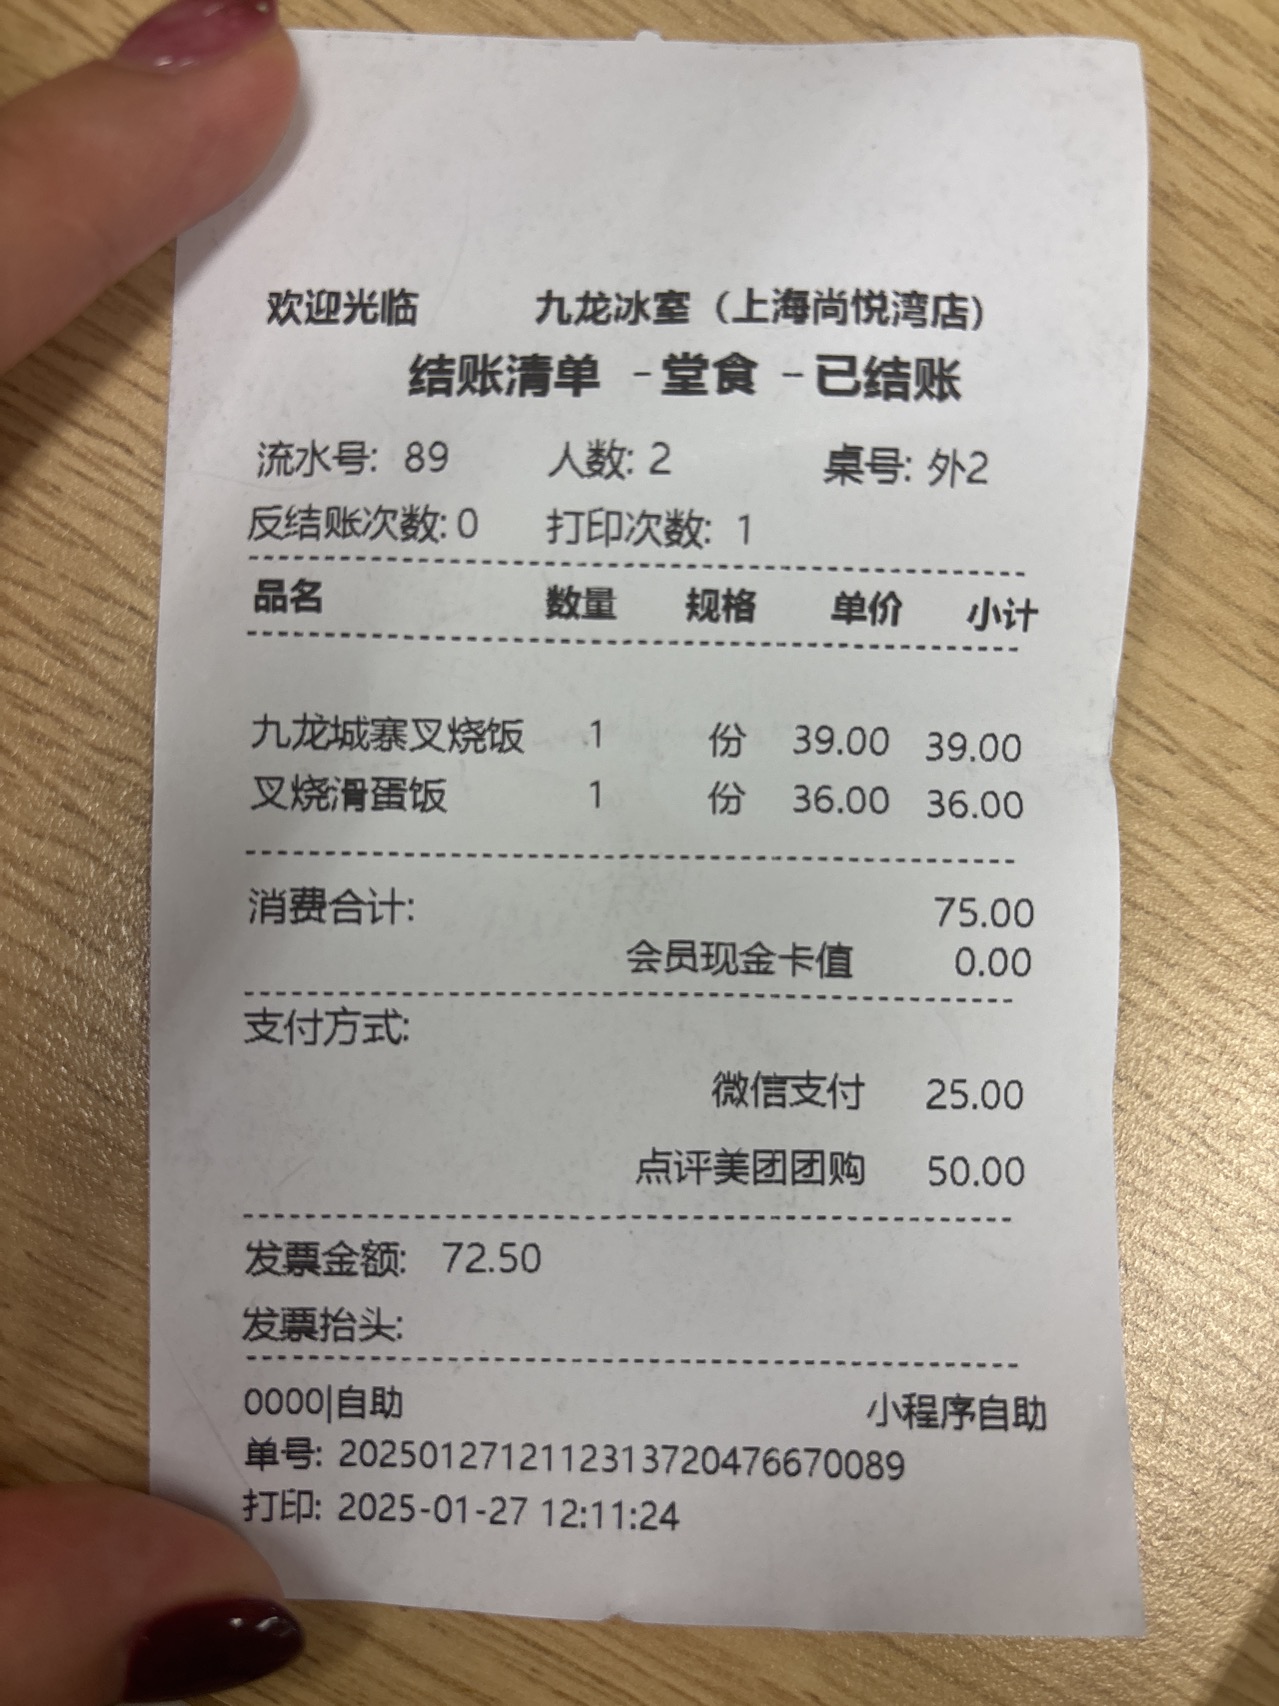 欢迎光临 九龙冰室（上海尚悦湾店）
结账清单 -堂食 -已结账
流水号: 89 人数: 2 桌号: 外2
反结账次数: 0 打印次数: 1
品名 数量 规格 单价 小计
九龙城寨叉烧饭 1 份 39.00 39.00
叉烧滑蛋饭 1 份 36.00 36.00
消费合计: 75.00
会员现金卡值 0.00
支付方式:
微信支付 25.00
点评美团团购 50.00
发票金额: 72.50
发票抬头:
0000|自助 小程序自助
单号: 202501271211231372047667​0089
打印: 2025-01-27 12:11:24